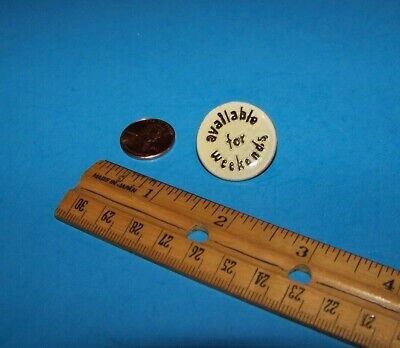 available
for
weekends
MADE IN JAPAN
1 2 3 4
30 29 28 27 26 25 24 23 22 21